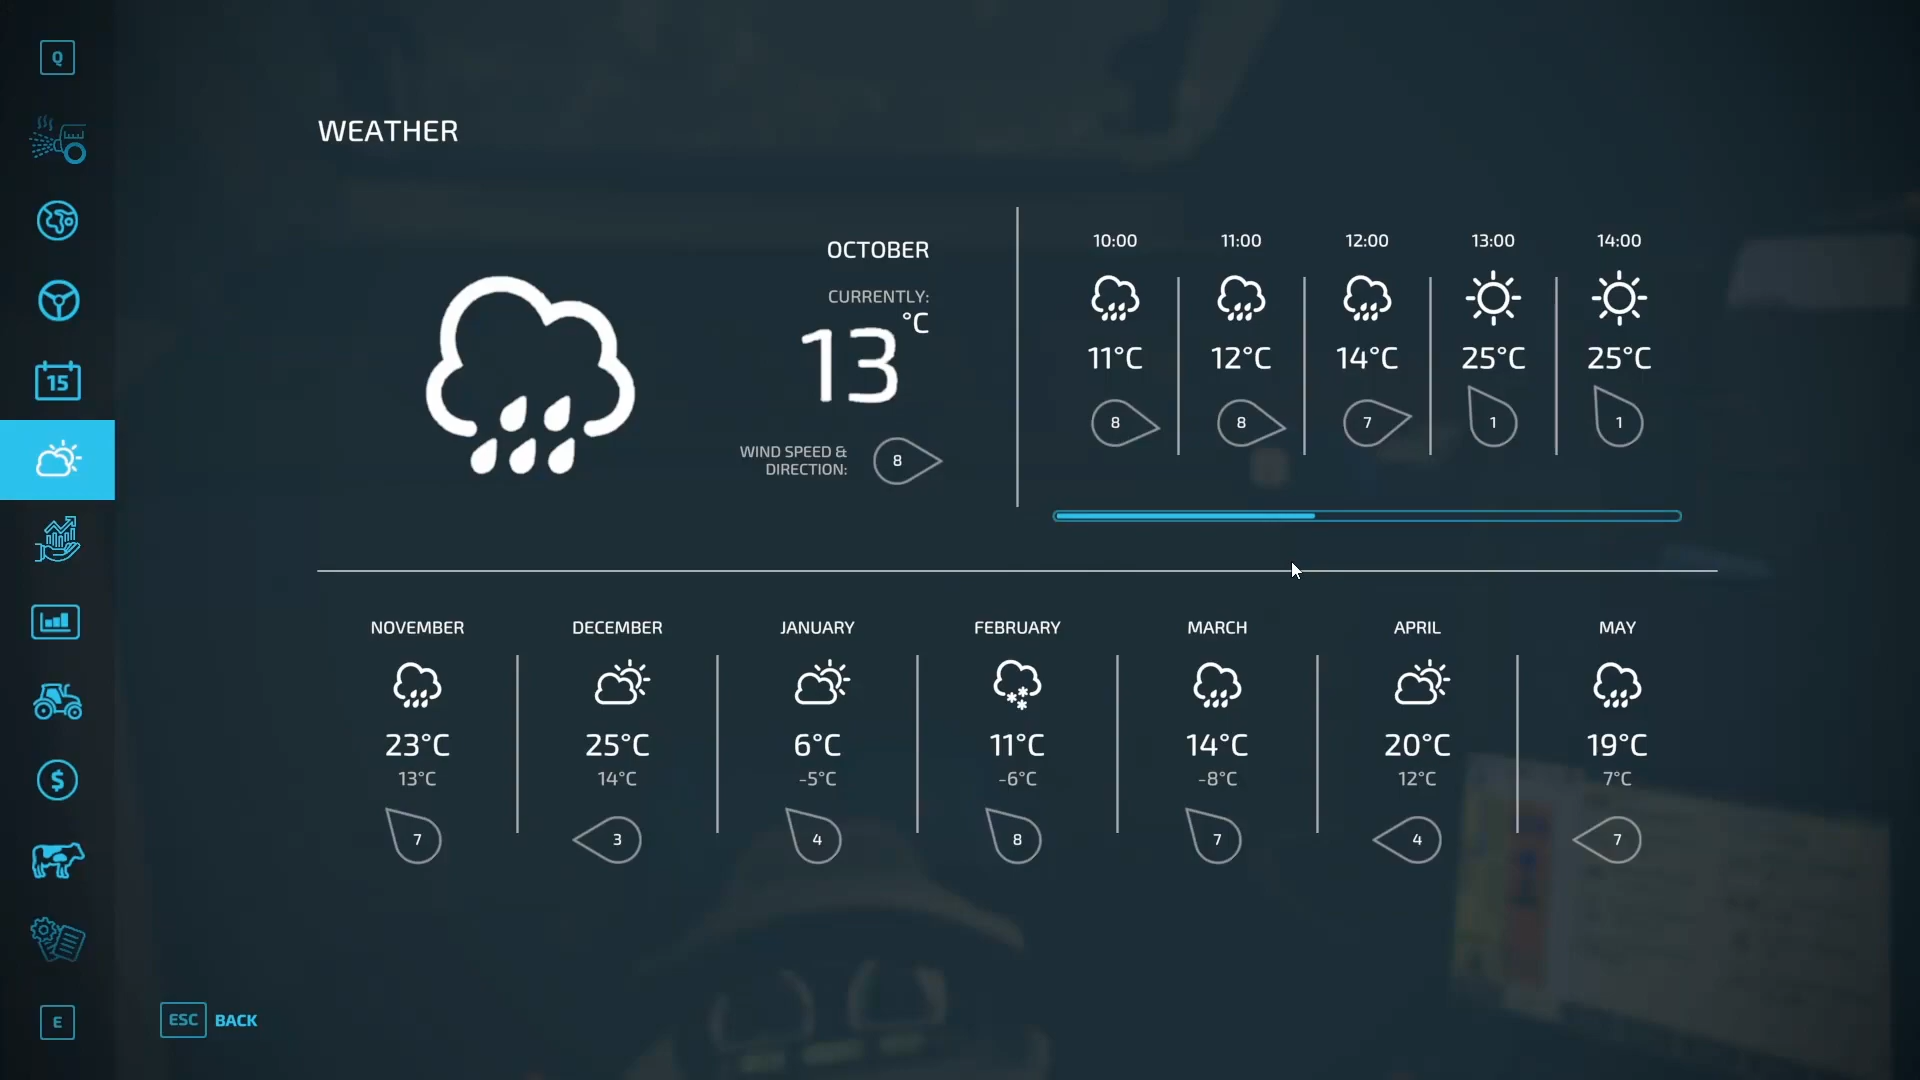 Q
15
E
WEATHER
OCTOBER
CURRENTLY:
13 °C
WIND SPEED &
DIRECTION:
8
10:00 11:00 12:00 13:00 14:00
11°C 12°C 14°C 25°C 25°C
8 8 7 1 1
NOVEMBER DECEMBER JANUARY FEBRUARY MARCH APRIL MAY
23°C 25°C 6°C 11°C 14°C 20°C 19°C
13°C 14°C -5°C -6°C -8°C 12°C 7°C
7 3 4 8 7 4 7
ESC BACK